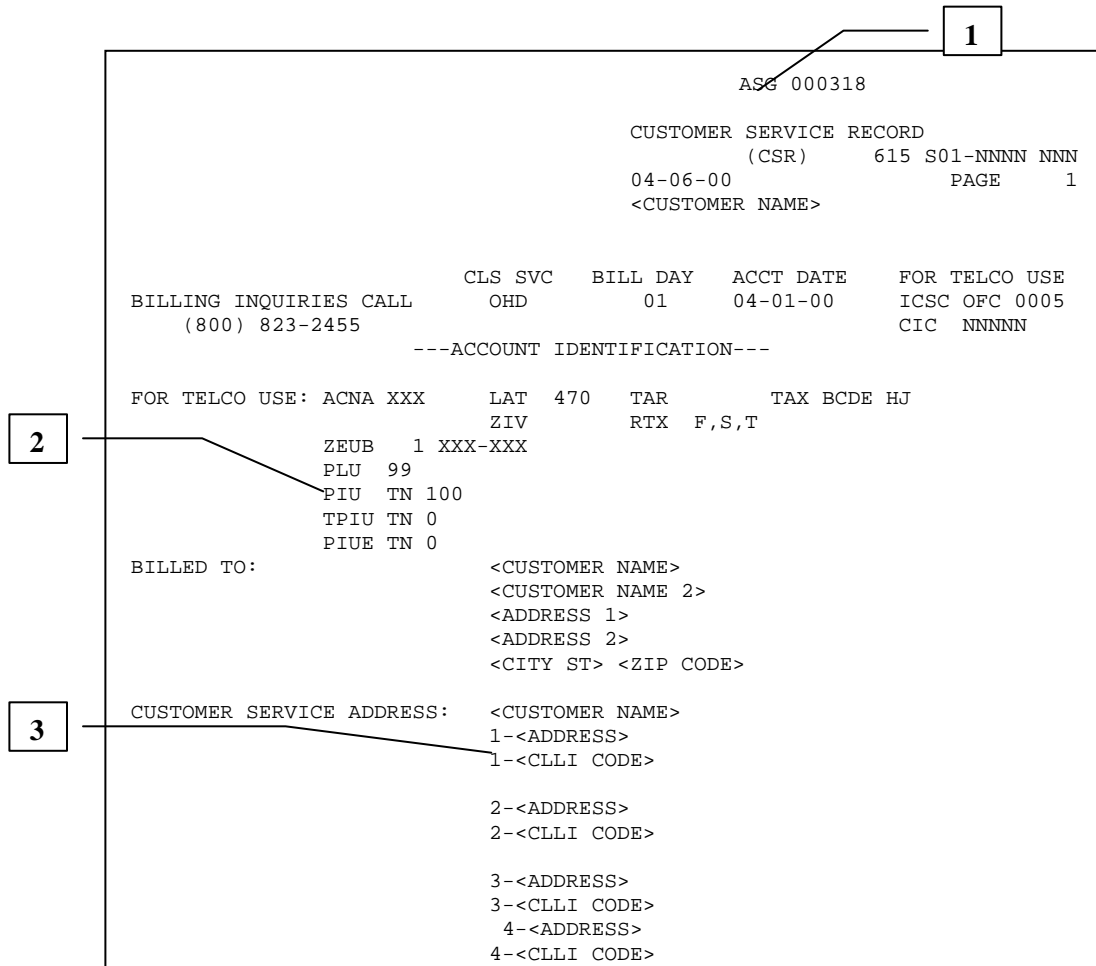 1
ASG 000318
CUSTOMER SERVICE RECORD
(CSR) 615 S01-NNNN NNN
04-06-00 PAGE 1
<CUSTOMER NAME>
CLS SVC BILL DAY ACCT DATE FOR TELCO USE
BILLING INQUIRIES CALL OHD 01 04-01-00 ICSC OFC 0005
(800) 823-2455 CIC NNNNN
---ACCOUNT IDENTIFICATION---
FOR TELCO USE: ACNA XXX LAT 470 TAR TAX BCDE HJ
ZIV RTX F,S,T
2
ZEUB 1 XXX-XXX
PLU 99
PIU TN 100
TPIU TN 0
PIUE TN 0
BILLED TO: <CUSTOMER NAME>
<CUSTOMER NAME 2>
<ADDRESS 1>
<ADDRESS 2>
<CITY ST> <ZIP CODE>
3
CUSTOMER SERVICE ADDRESS: <CUSTOMER NAME>
1-<ADDRESS>
1-<CLLI CODE>
2-<ADDRESS>
2-<CLLI CODE>
3-<ADDRESS>
3-<CLLI CODE>
4-<ADDRESS>
4-<CLLI CODE>